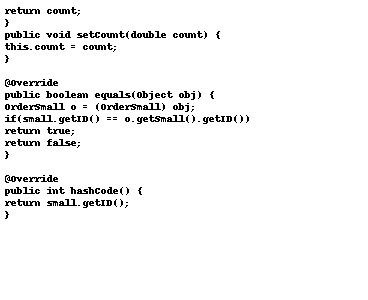 return count;
}
public void setCount(double count) {
this.count = count;
}

@Override
public boolean equals(Object obj) {
OrderSmall o = (OrderSmall) obj;
if(small.getID() == o.getSmall().getID())
return true;
return false;
}

@Override
public int hashCode() {
return small.getID();
}